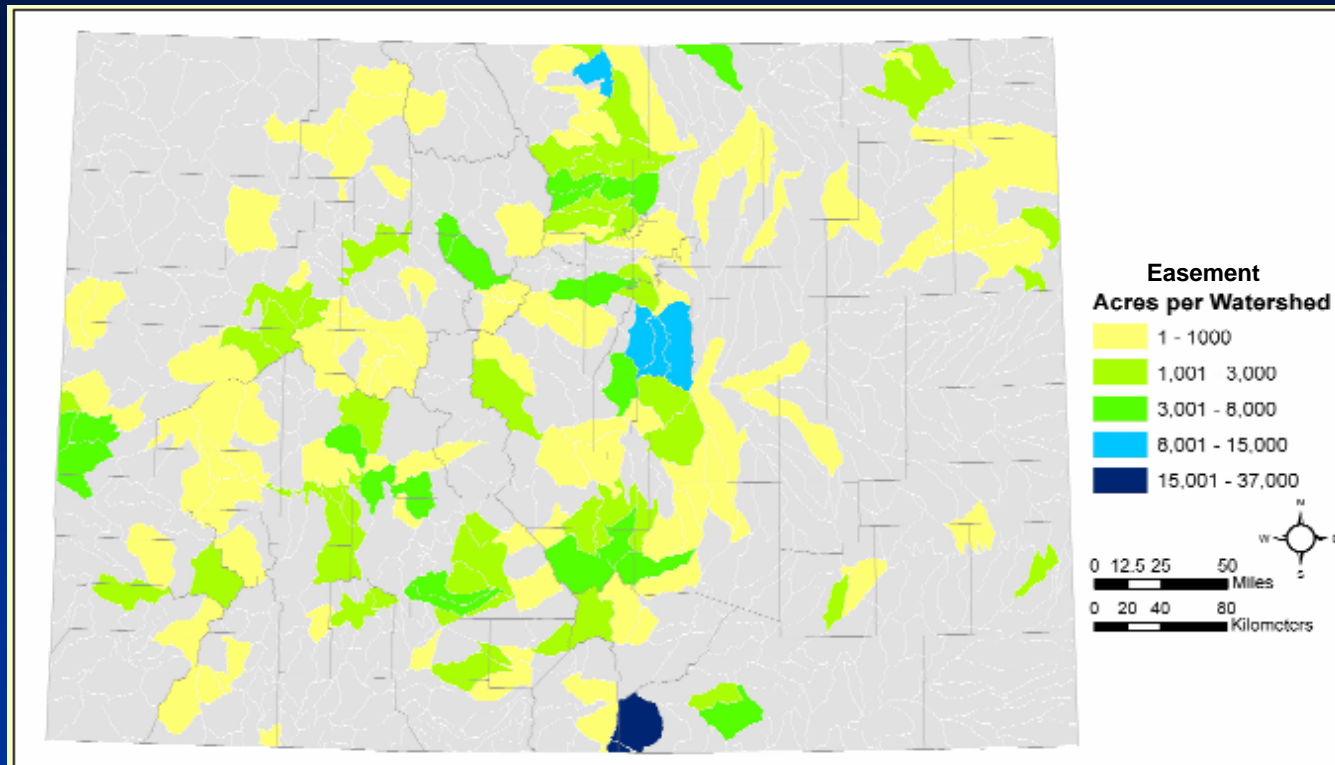 Easement
Acres per Watershed
1 - 1000
1,001 3,000
3,001 - 8,000
8,001 - 15,000
15,001 - 37,000
N
W
S
0 12.5 25 50
Miles
0 20 40 80
Kilometers